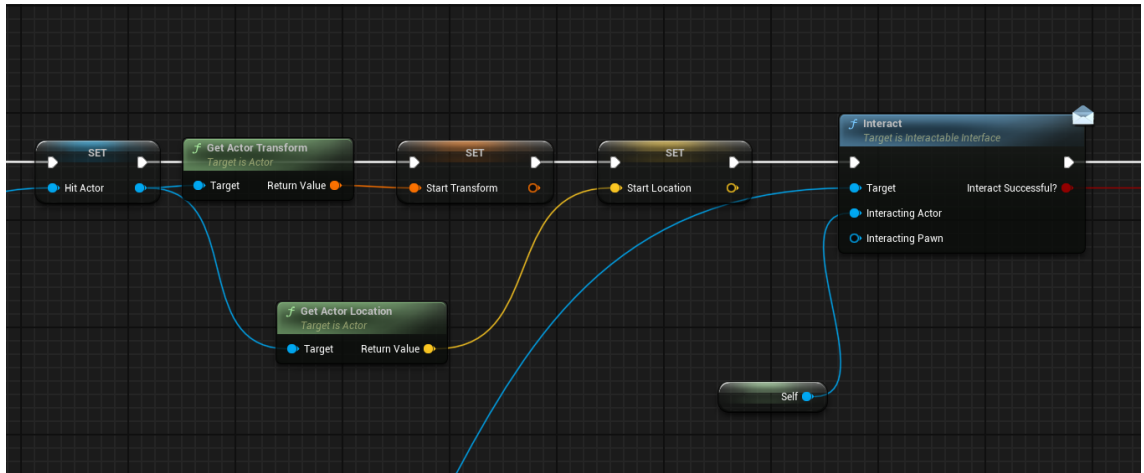 SET
Hit Actor
Get Actor Transform
Target is Actor
Target
Return Value
SET
Start Transform
SET
Start Location
Interact
Target is Interactable Interface
Target
Interact Successful?
Interacting Actor
Interacting Pawn
Get Actor Location
Target is Actor
Target
Return Value
Self